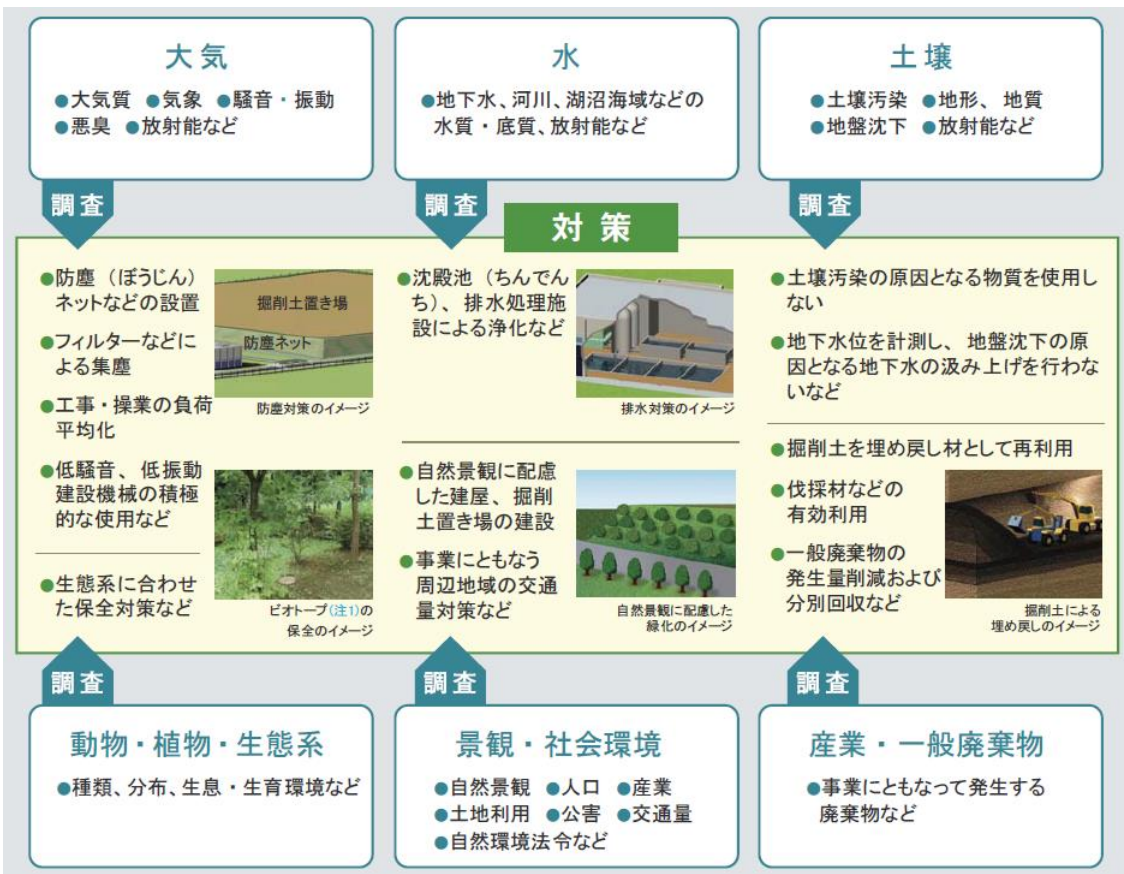 大気
●大気質 ●気象 ●騒音・振動
●悪臭 ●放射能など
水
●地下水、河川、湖沼海域などの
水質・底質、放射能など
土壌
●土壌汚染 ●地形、地質
●地盤沈下 ●放射能など
調査
調査
調査
対策
●防塵（ぼうじん）
ネットなどの設置
●フィルターなどに
よる集塵
●工事・操業の負荷
平均化
●低騒音、低振動
建設機械の積極
的な使用など
掘削土置き場
防塵ネット
防塵対策のイメージ
●生態系に合わせ
た保全対策など
ビオトープ(注1)の
保全のイメージ
●沈殿池（ちんでん
ち）、排水処理施
設による浄化など
排水対策のイメージ
●自然景観に配慮
した建屋、掘削
土置き場の建設
●事業にともなう
周辺地域の交通
量対策など
自然景観に配慮した
緑化のイメージ
●土壌汚染の原因となる物質を使用し
ない
●地下水位を計測し、地盤沈下の原
因となる地下水の汲み上げを行わな
いなど
●掘削土を埋め戻し材として再利用
●伐採材などの
有効利用
●一般廃棄物の
発生量削減および
分別回収など
掘削土による
埋め戻しのイメージ
調査
調査
調査
動物・植物・生態系
●種類、分布、生息・生育環境など
景観・社会環境
●自然景観 ●人口 ●産業
●土地利用 ●公害 ●交通量
●自然環境法令など
産業・一般廃棄物
●事業にともなって発生する
廃棄物など